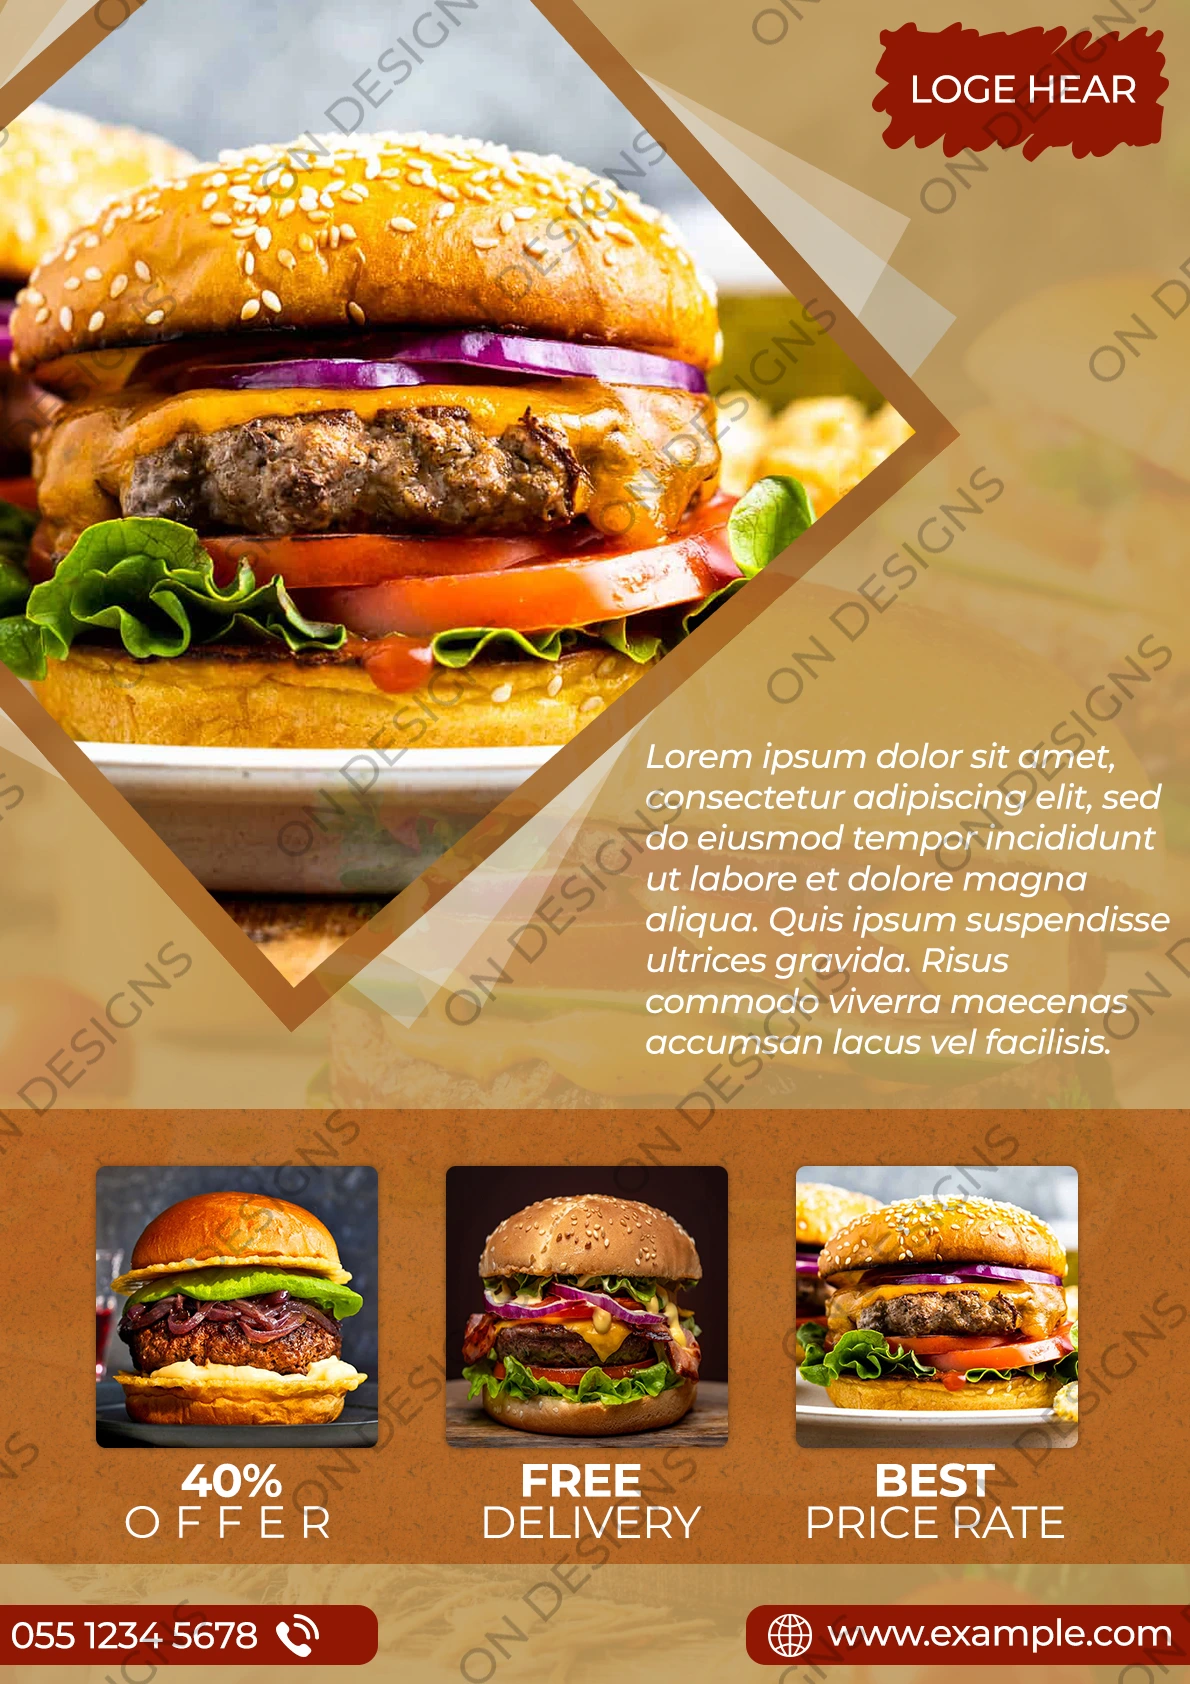 LOGE HEAR
Lorem ipsum dolor sit amet,
consectetur adipiscing elit, sed
do eiusmod tempor incididunt
ut labore et dolore magna
aliqua. Quis ipsum suspendisse
ultrices gravida. Risus
commodo viverra maecenas
accumsan lacus vel facilisis.
40%
OFFER
FREE
DELIVERY
BEST
PRICE RATE
055 1234 5678
www.example.com
ON DESIGNS